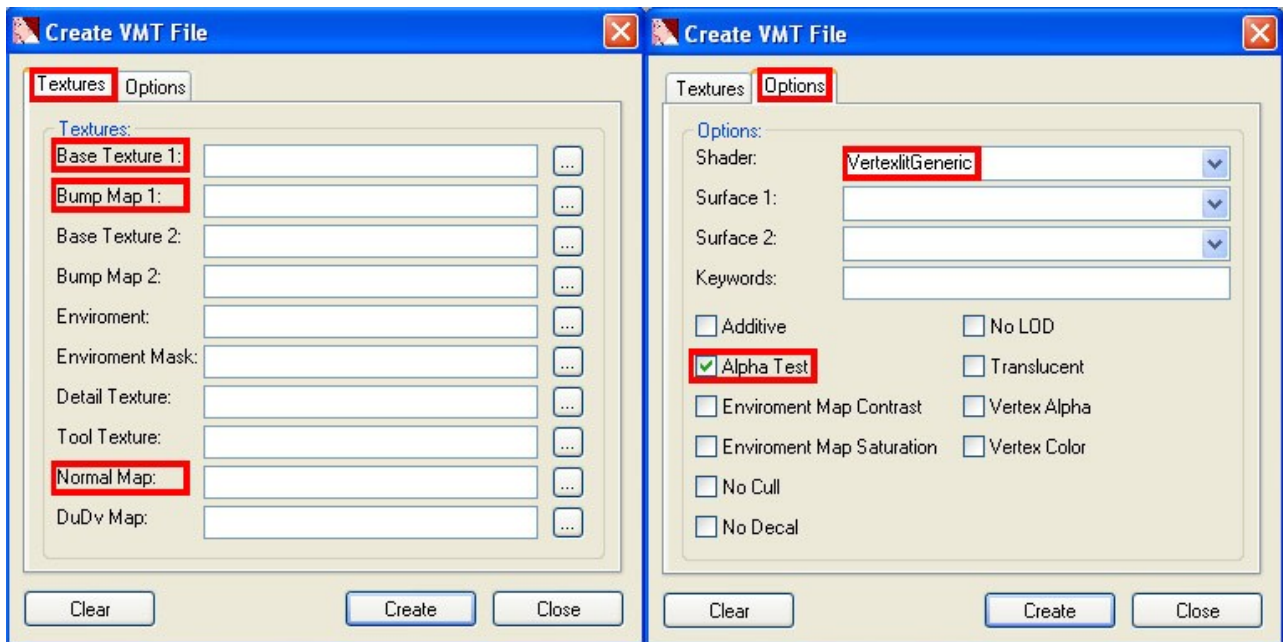 Create VMT File
Textures Options
Textures:
Base Texture 1:
...
Bump Map 1:
...
Base Texture 2:
...
Bump Map 2:
...
Enviroment:
...
Enviroment Mask:
...
Detail Texture:
...
Tool Texture:
...
Normal Map:
...
DuDv Map:
...
Clear Create Close
Create VMT File
Textures Options
Options:
Shader: VertexlitGeneric
Surface 1:
Surface 2:
Keywords:
Additive No LOD
Alpha Test Translucent
Enviroment Map Contrast Vertex Alpha
Enviroment Map Saturation Vertex Color
No Cull
No Decal
Clear Create Close